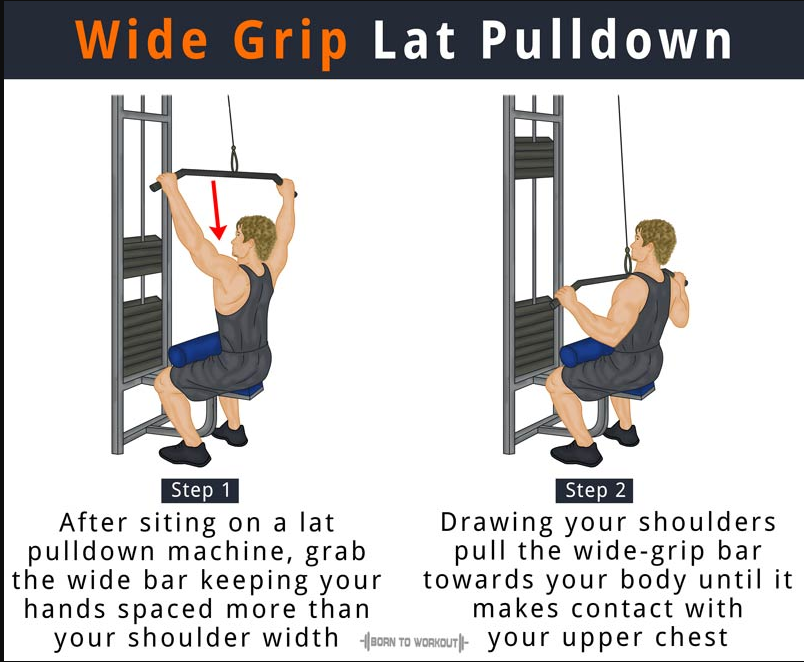 Wide Grip Lat Pulldown
Step 1
After siting on a lat
pulldown machine, grab
the wide bar keeping your
hands spaced more than
your shoulder width
Step 2
Drawing your shoulders
pull the wide-grip bar
towards your body until it
makes contact with
your upper chest
BORN TO WORKOUT